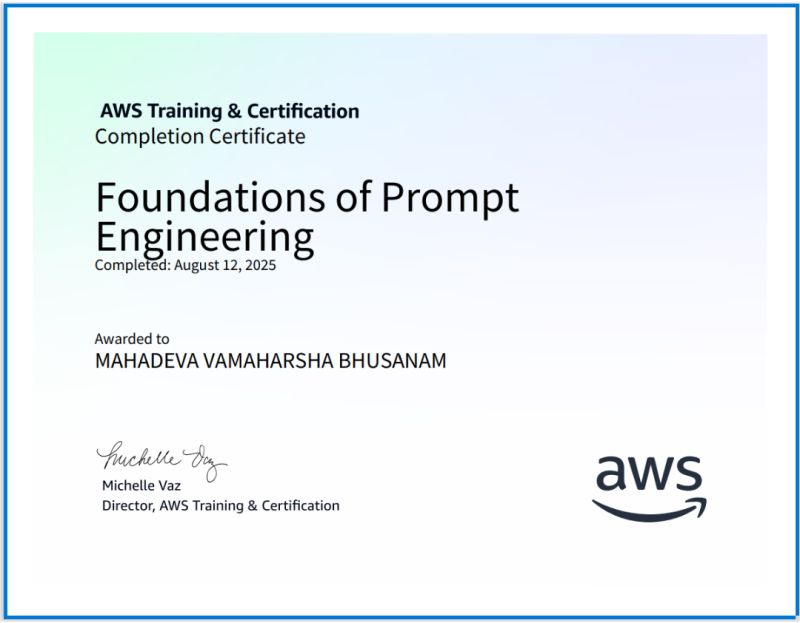 AWS Training & Certification
Completion Certificate
Foundations of Prompt
Engineering
Completed: August 12, 2025
Awarded to
MAHADEVA VAMAHARSHA BHUSANAM
Michelle Vaz
Michelle Vaz
Director, AWS Training & Certification
aws